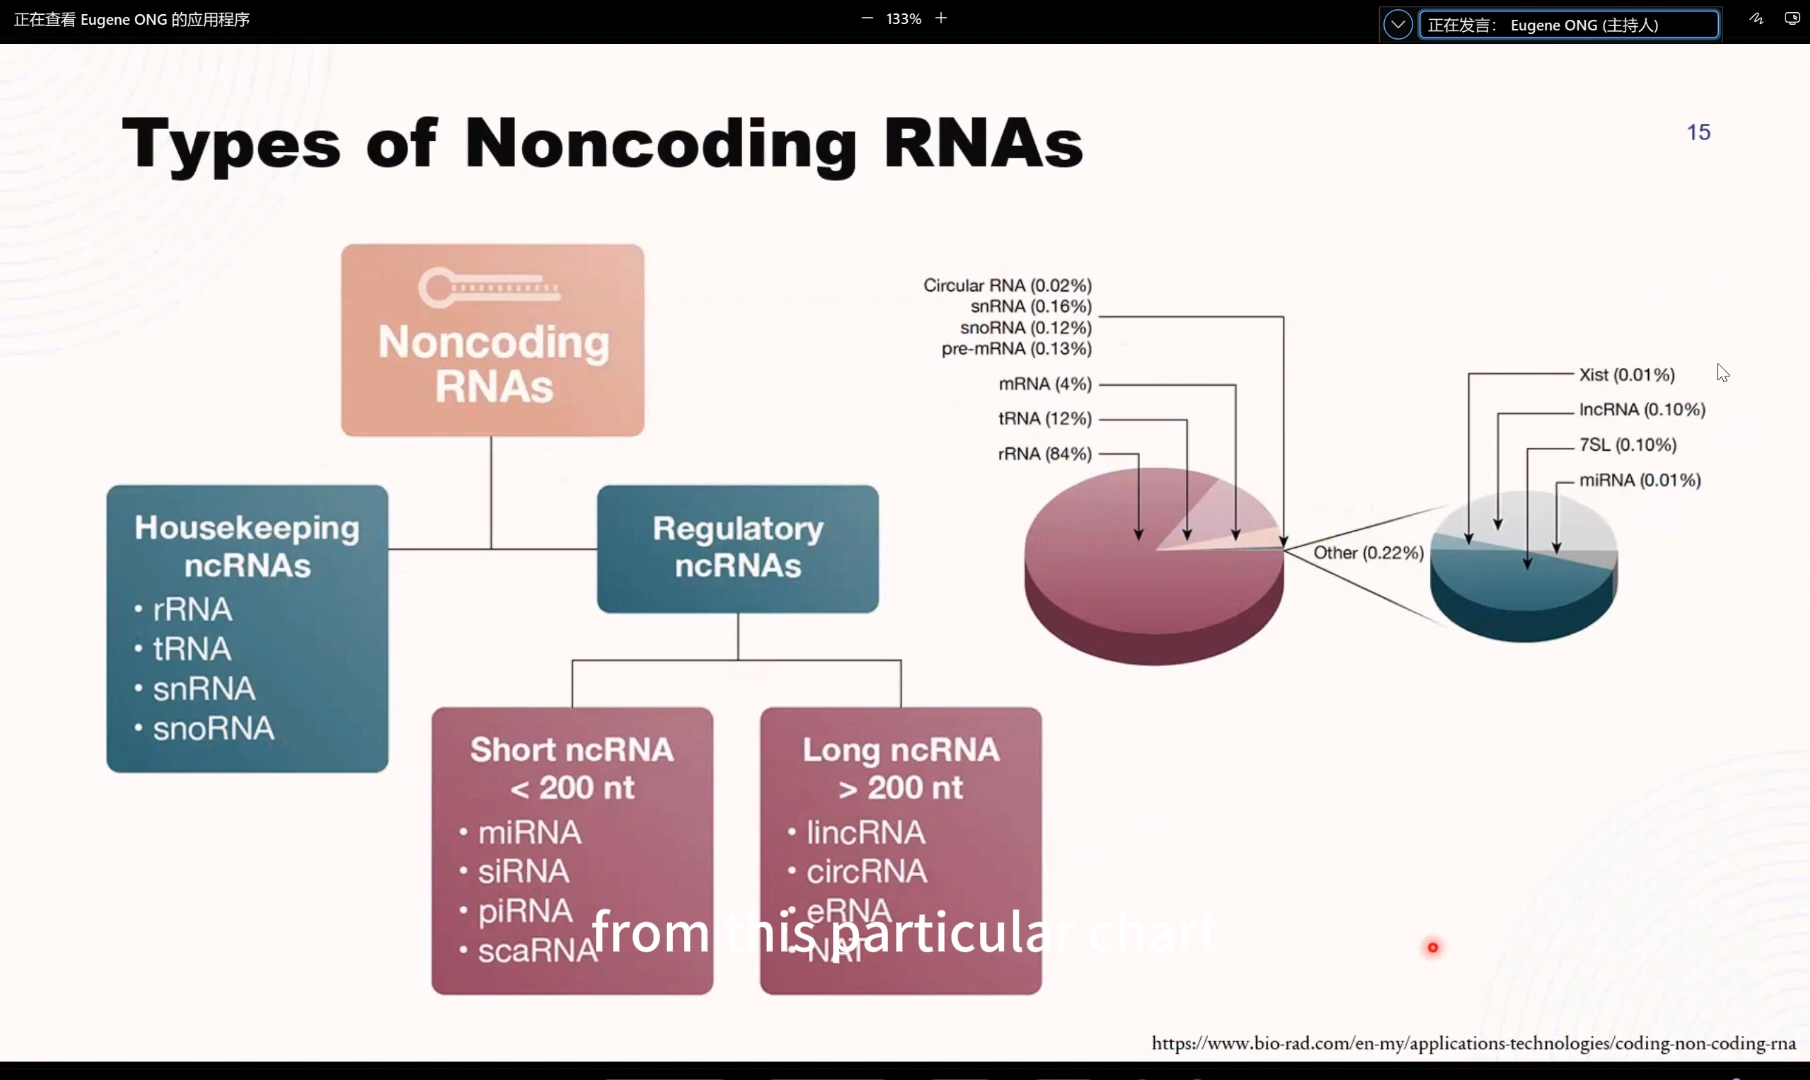 正在查看 Eugene ONG 的应用程序
133%
正在发言: Eugene ONG (主持人)
Types of Noncoding RNAs
15
Noncoding
RNAs
Housekeeping
ncRNAs
• rRNA
• tRNA
• snRNA
• snoRNA
Regulatory
ncRNAs
Short ncRNA
< 200 nt
• miRNA
• siRNA
• piRNA
• scaRNA
Long ncRNA
> 200 nt
• lincRNA
• circRNA
• eRNA
• NAT
Circular RNA (0.02%)
snRNA (0.16%)
snoRNA (0.12%)
pre-mRNA (0.13%)
mRNA (4%)
tRNA (12%)
rRNA (84%)
Other (0.22%)
Xist (0.01%)
lncRNA (0.10%)
7SL (0.10%)
miRNA (0.01%)
from this particular chart
https://www.bio-rad.com/en-my/applications-technologies/coding-non-coding-rna